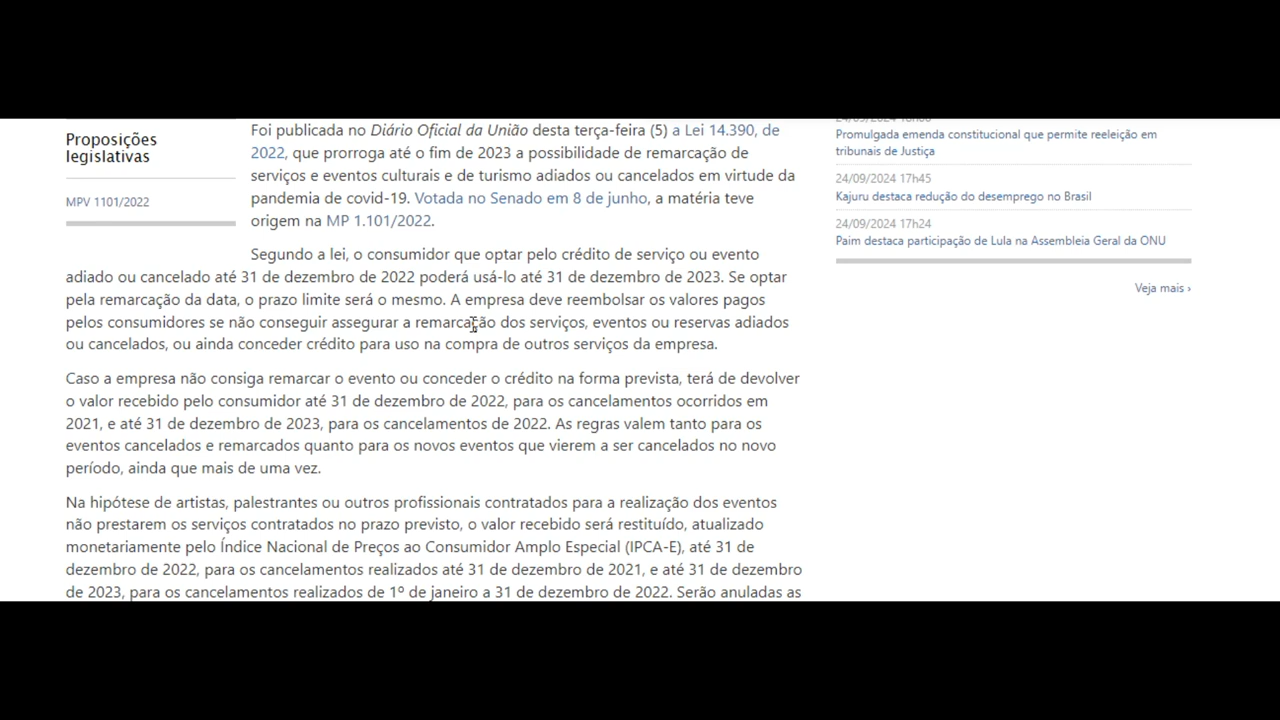 Proposições
legislativas
MPV 1101/2022
Foi publicada no Diário Oficial da União desta terça-feira (5) a Lei 14.390, de
2022, que prorroga até o fim de 2023 a possibilidade de remarcação de
serviços e eventos culturais e de turismo adiados ou cancelados em virtude da
pandemia de covid-19. Votada no Senado em 8 de junho, a matéria teve
origem na MP 1.101/2022.
Segundo a lei, o consumidor que optar pelo crédito de serviço ou evento
adiado ou cancelado até 31 de dezembro de 2022 poderá usá-lo até 31 de dezembro de 2023. Se optar
pela remarcação da data, o prazo limite será o mesmo. A empresa deve reembolsar os valores pagos
pelos consumidores se não conseguir assegurar a remarcação dos serviços, eventos ou reservas adiados
ou cancelados, ou ainda conceder crédito para uso na compra de outros serviços da empresa.
Caso a empresa não consiga remarcar o evento ou conceder o crédito na forma prevista, terá de devolver
o valor recebido pelo consumidor até 31 de dezembro de 2022, para os cancelamentos ocorridos em
2021, e até 31 de dezembro de 2023, para os cancelamentos de 2022. As regras valem tanto para os
eventos cancelados e remarcados quanto para os novos eventos que vierem a ser cancelados no novo
período, ainda que mais de uma vez.
Na hipótese de artistas, palestrantes ou outros profissionais contratados para a realização dos eventos
não prestarem os serviços contratados no prazo previsto, o valor recebido será restituído, atualizado
monetariamente pelo Índice Nacional de Preços ao Consumidor Amplo Especial (IPCA-E), até 31 de
dezembro de 2022, para os cancelamentos realizados até 31 de dezembro de 2021, e até 31 de dezembro
de 2023, para os cancelamentos realizados de 1º de janeiro a 31 de dezembro de 2022. Serão anuladas as
Promulgada emenda constitucional que permite reeleição em
tribunais de Justiça
24/09/2024 17h45
Kajuru destaca redução do desemprego no Brasil
24/09/2024 17h24
Paim destaca participação de Lula na Assembleia Geral da ONU
Veja mais ›